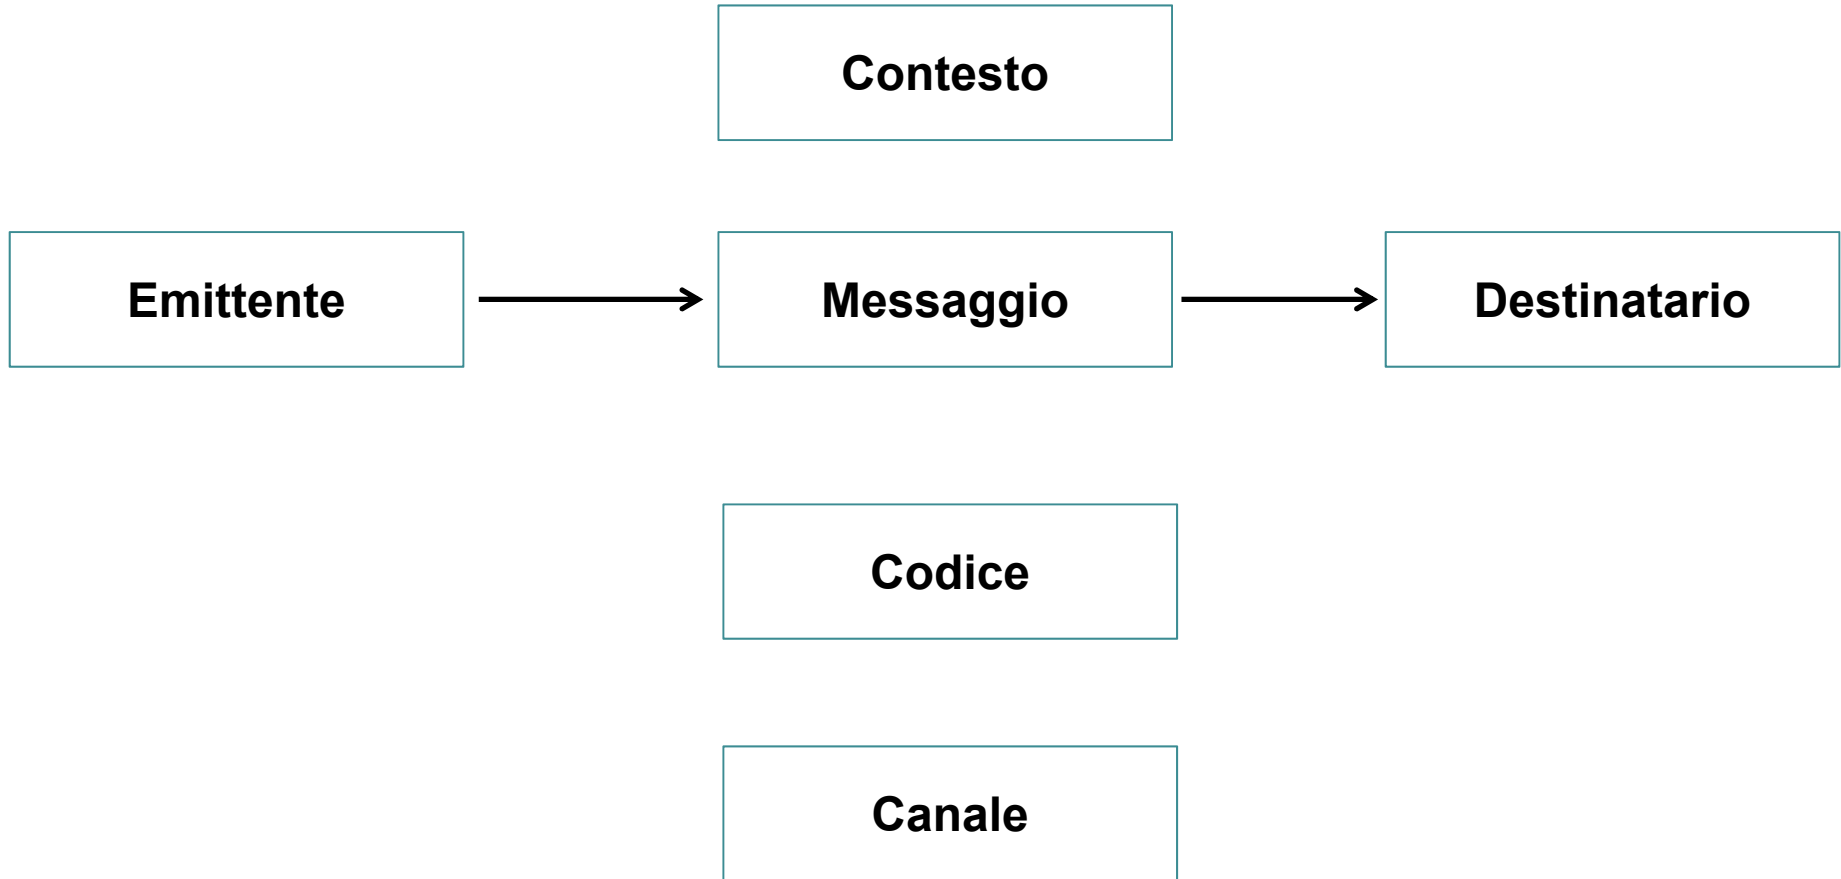 Contesto
Emittente
Messaggio
Destinatario
Codice
Canale